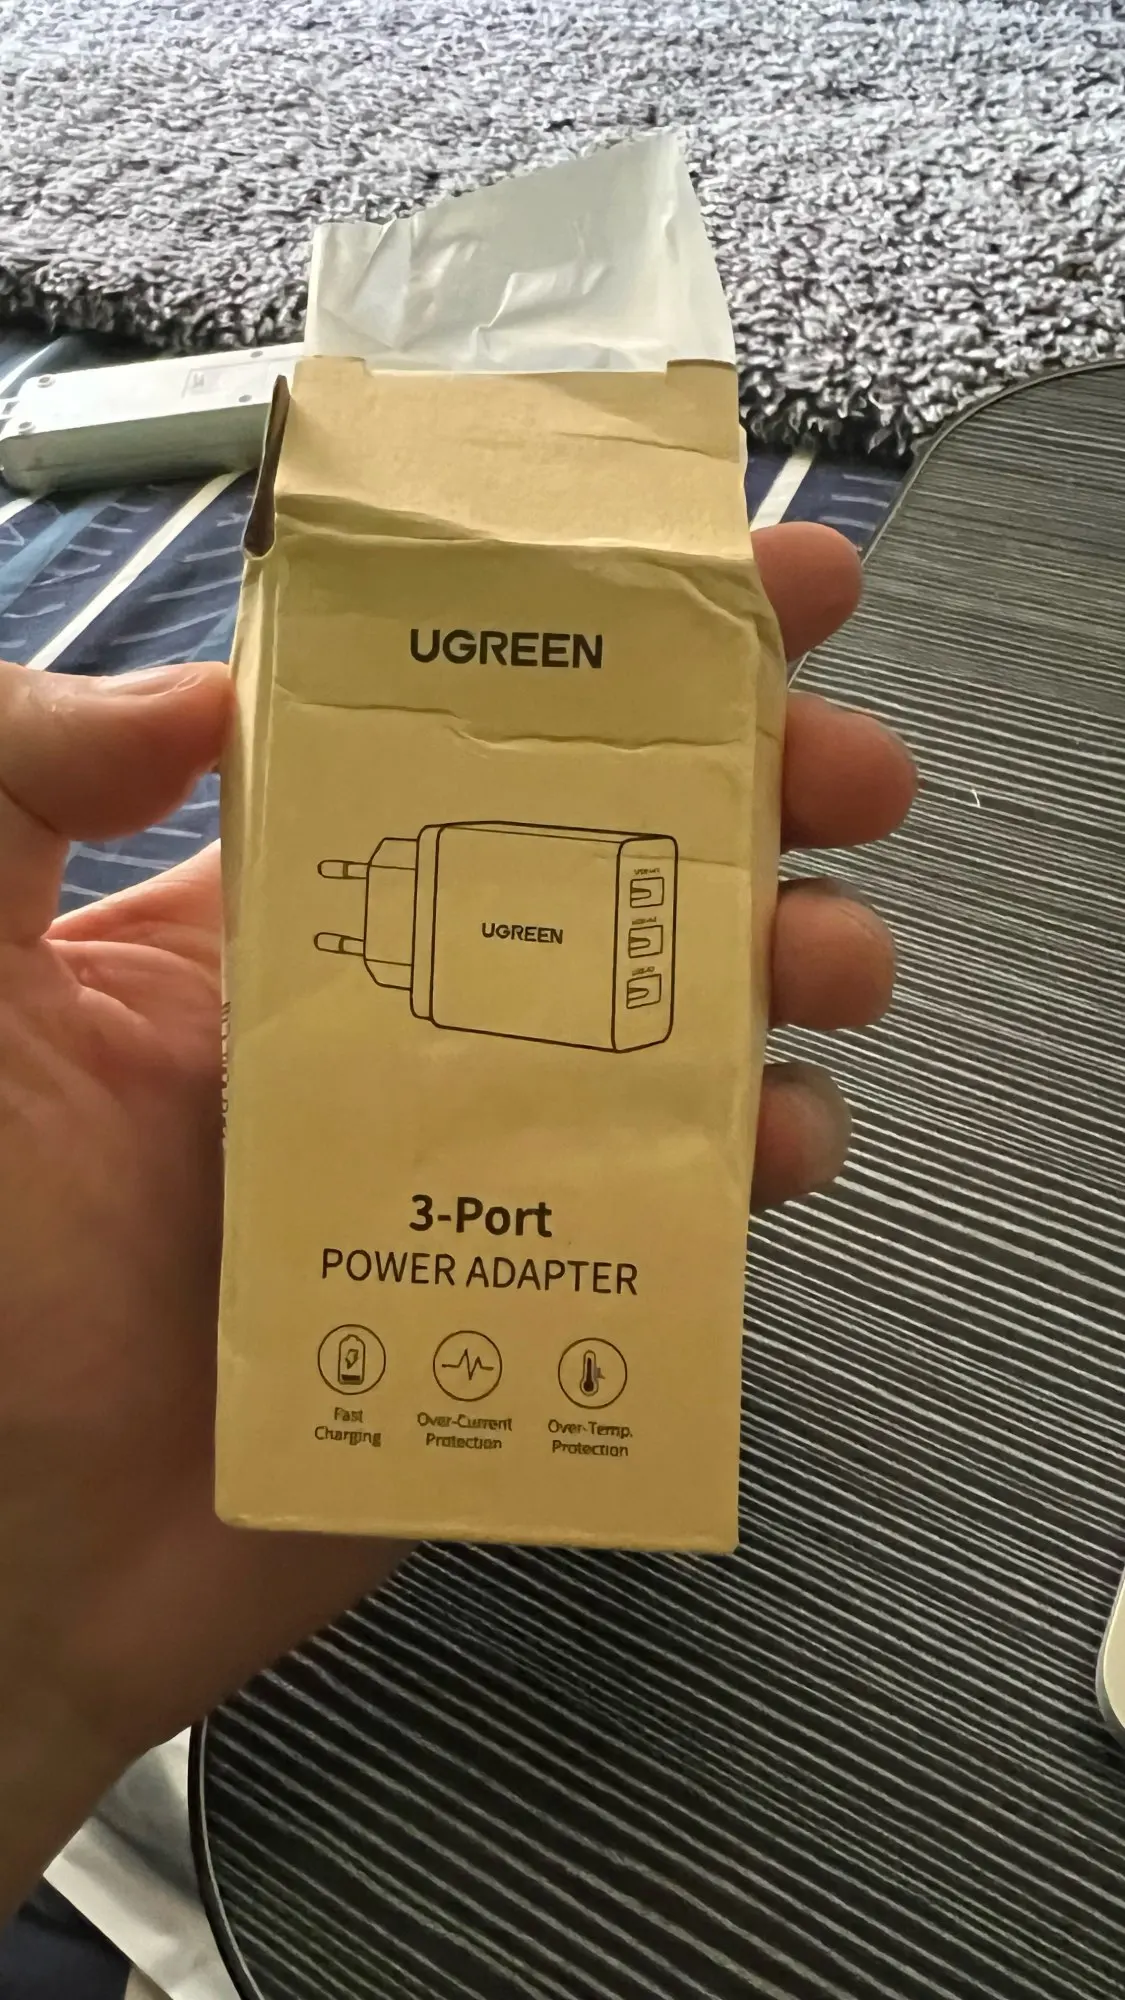 UGREEN
UGREEN
3-Port
POWER ADAPTER
Fast
Charging
Over-Current
Protection
Over-Temp.
Protection